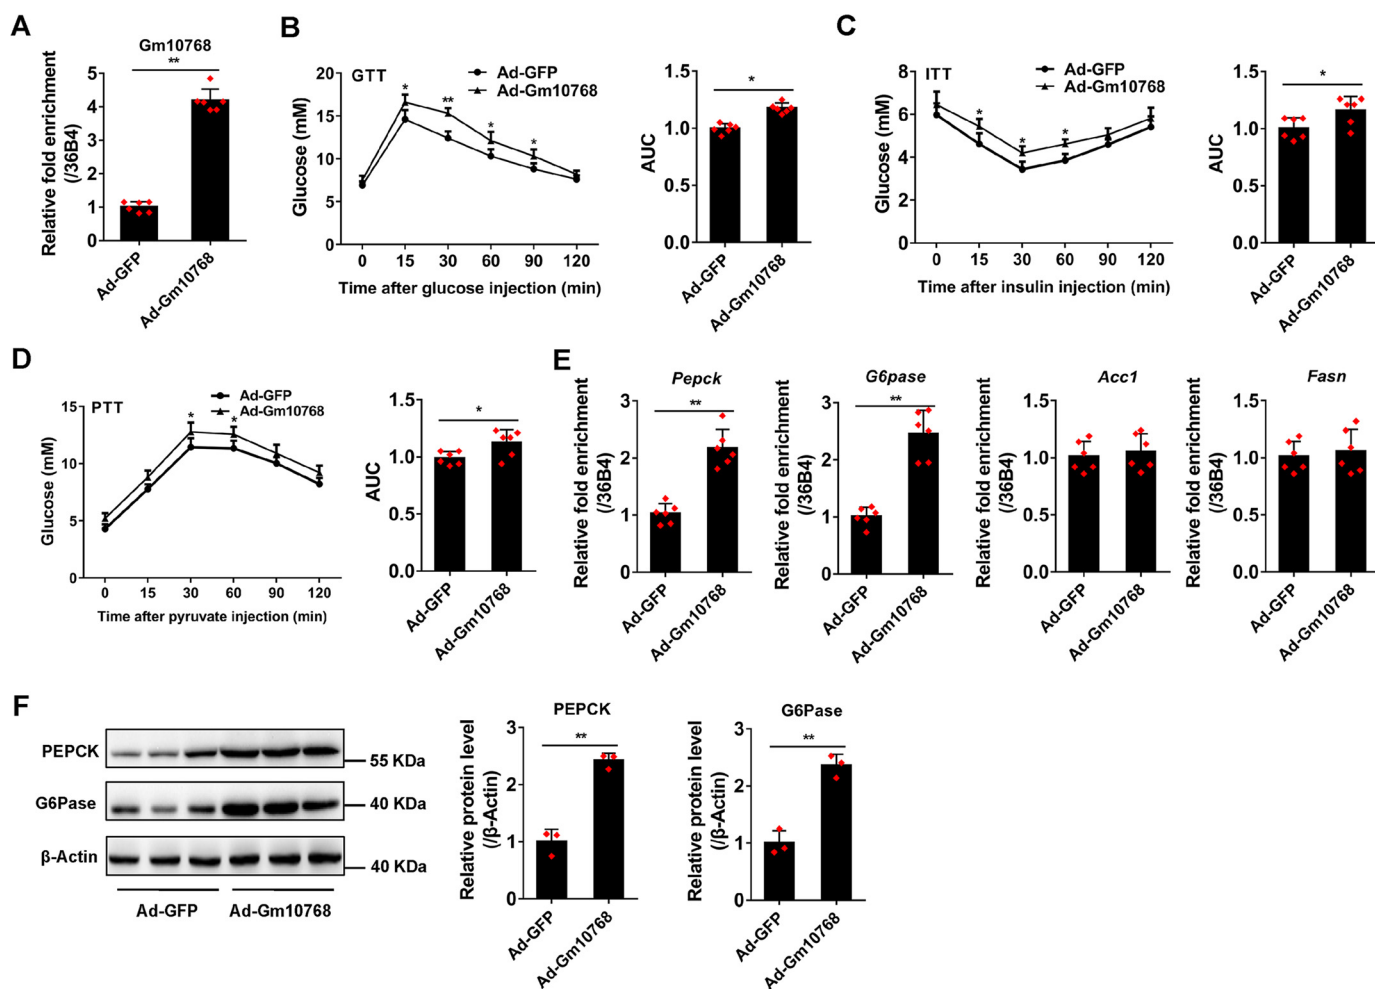 A
Gm10768
**
Relative fold enrichment
(/36B4)
5
4
3
2
1
0
Ad-GFP
Ad-Gm10768
B
GTT
Ad-GFP
Ad-Gm10768
Glucose (mM)
20
15
10
5
0
*
**
*
*
0 15 30 60 90 120
Time after glucose injection (min)
AUC
1.5
1.0
0.5
0.0
*
Ad-GFP
Ad-Gm10768
C
ITT
Ad-GFP
Ad-Gm10768
Glucose (mM)
8
6
4
2
0
*
*
*
0 15 30 60 90 120
Time after insulin injection (min)
AUC
1.5
1.0
0.5
0.0
*
Ad-GFP
Ad-Gm10768
D
PTT
Ad-GFP
Ad-Gm10768
Glucose (mM)
15
10
5
0
*
*
0 15 30 60 90 120
Time after pyruvate injection (min)
AUC
1.5
1.0
0.5
0.0
*
Ad-GFP
Ad-Gm10768
E
Pepck
**
Relative fold enrichment
(/36B4)
3
2
1
0
Ad-GFP
Ad-Gm10768
G6pase
**
Relative fold enrichment
(/36B4)
3
2
1
0
Ad-GFP
Ad-Gm10768
Acc1
Relative fold enrichment
(/36B4)
1.5
1.0
0.5
0.0
Ad-GFP
Ad-Gm10768
Fasn
Relative fold enrichment
(/36B4)
1.5
1.0
0.5
0.0
Ad-GFP
Ad-Gm10768
F
PEPCK
55 KDa
G6Pase
40 KDa
β-Actin
40 KDa
Ad-GFP
Ad-Gm10768
PEPCK
**
Relative protein level
(/β-Actin)
3
2
1
0
Ad-GFP
Ad-Gm10768
G6Pase
**
Relative protein level
(/β-Actin)
3
2
1
0
Ad-GFP
Ad-Gm10768